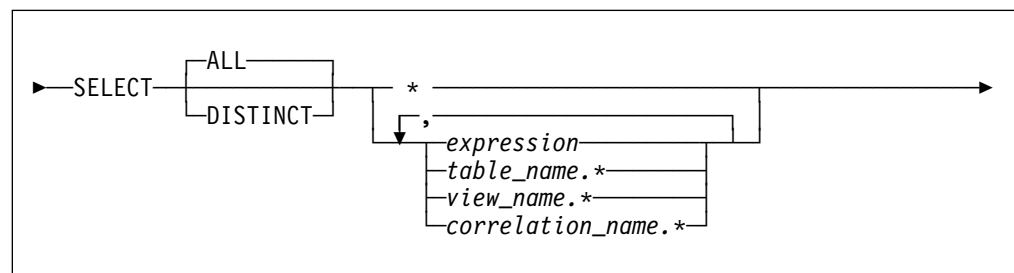 ALL
SELECT *
DISTINCT ,
expression
table_name.*
view_name.*
correlation_name.*